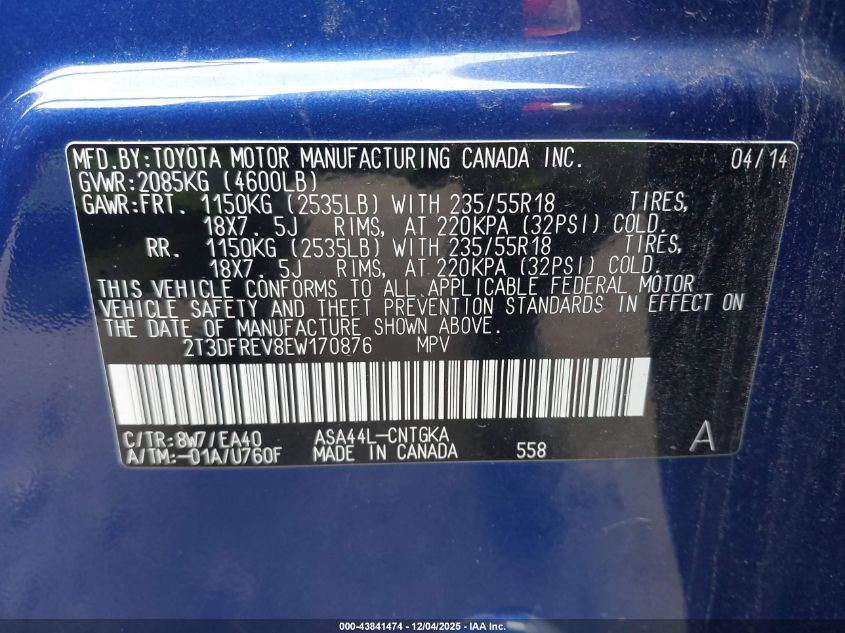 MFD.BY:TOYOTA MOTOR MANUFACTURING CANADA INC. 04/14
GVWR:2085KG (4600LB)
GAWR:FRT. 1150KG (2535LB) WITH 235/55R18 TIRES,
18X7.5J RIMS, AT 220KPA (32PSI) COLD.
RR. 1150KG (2535LB) WITH 235/55R18 TIRES,
18X7.5J RIMS, AT 220KPA (32PSI) COLD.
THIS VEHICLE CONFORMS TO ALL APPLICABLE FEDERAL MOTOR
VEHICLE SAFETY AND THEFT PREVENTION STANDARDS IN EFFECT ON
THE DATE OF MANUFACTURE SHOWN ABOVE.
2T3DFREV8EW170876 MPV
C/TR:8W7/EA40 ASA44L-CNTGKA A
A/TM:-01A/U760F MADE IN CANADA 558
000-43841474 - 12/04/2025 - IAA Inc.